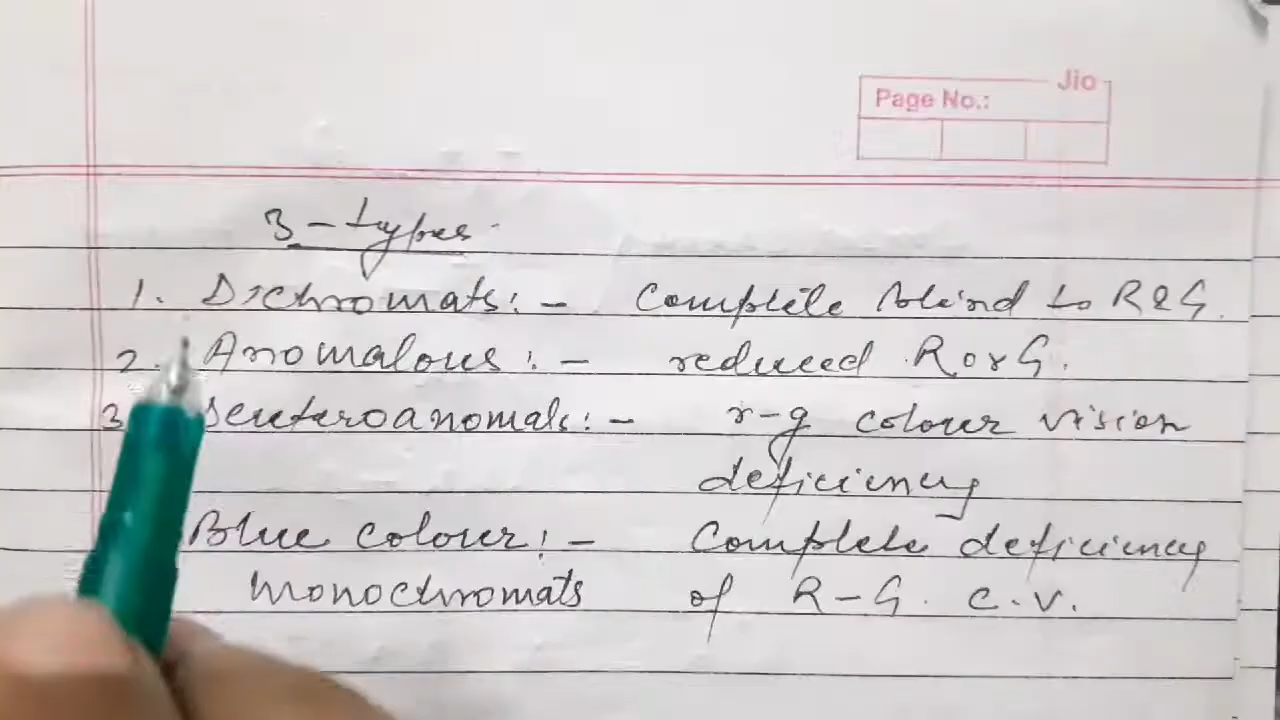 Jio
Page No.:
3 - types
1. Dichromats :- Complete blind to R & G.
2. Anomalous :- reduced R or G.
3 Deuteroanomals :- r-g colour vision
deficiency
Blue colour :- Complete deficiency
monochromats of R-G. C.V.